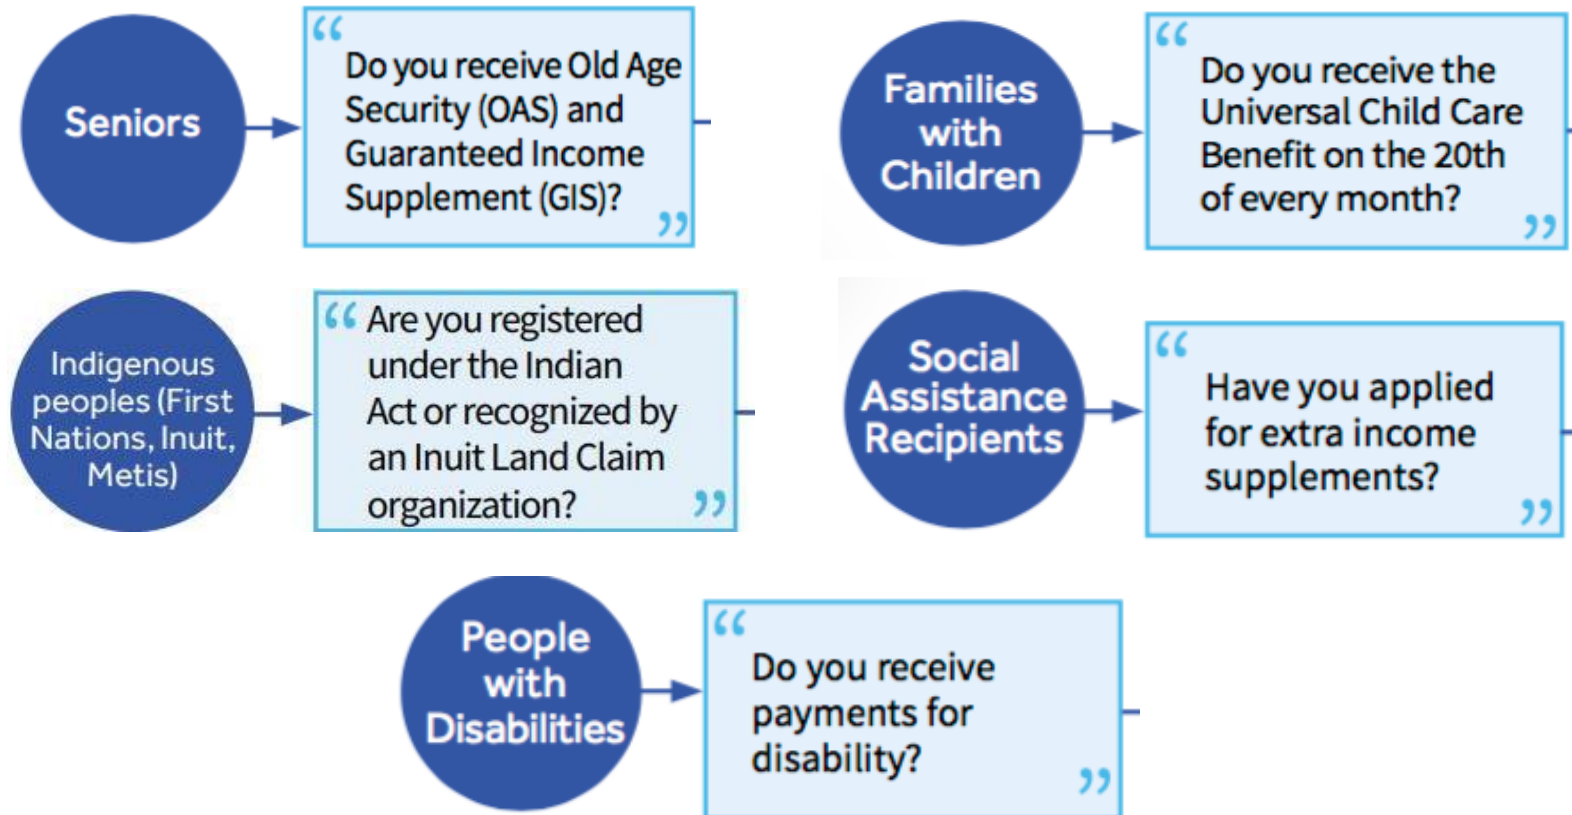 Seniors
“
Do you receive Old Age
Security (OAS) and
Guaranteed Income
Supplement (GIS)?
”
Families
with
Children
“
Do you receive the
Universal Child Care
Benefit on the 20th
of every month?
”
Indigenous
peoples (First
Nations, Inuit,
Metis)
“ Are you registered
under the Indian
Act or recognized by
an Inuit Land Claim
organization? ”
Social
Assistance
Recipients
“
Have you applied
for extra income
supplements?
”
People
with
Disabilities
“
Do you receive
payments for
disability?
”